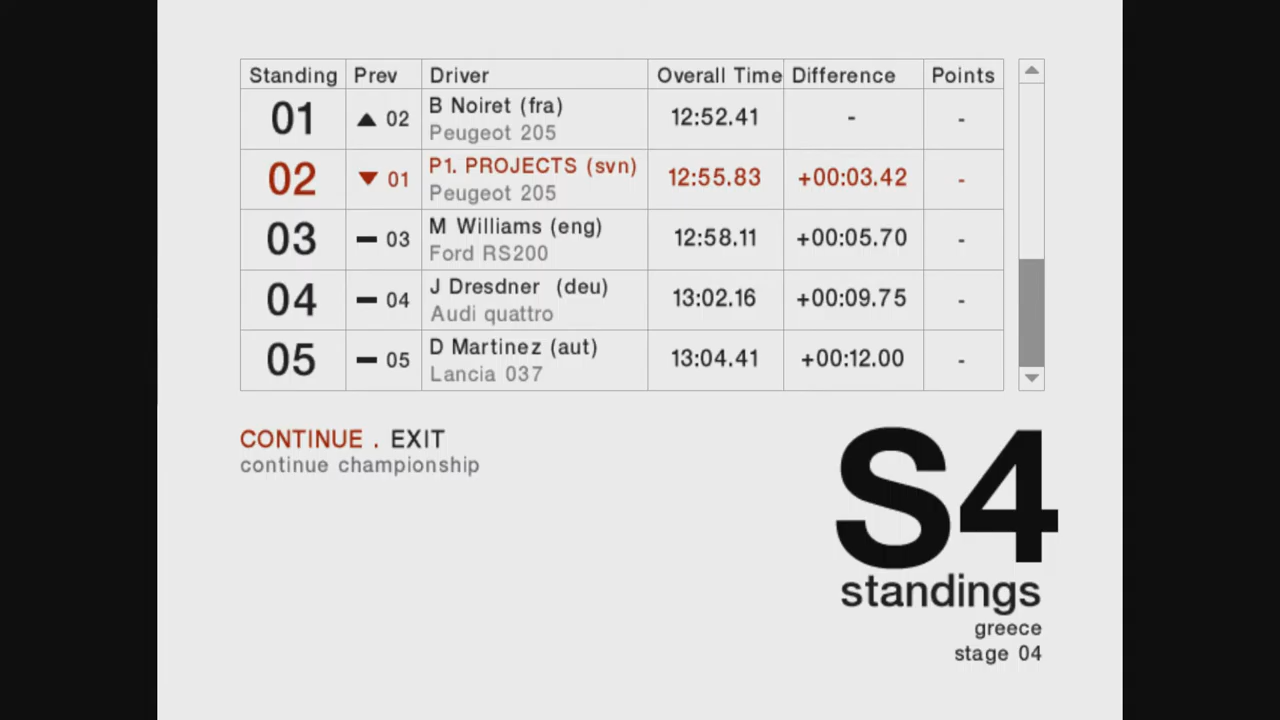 Standing Prev Driver Overall Time Difference Points
01 ▲ 02 B Noiret (fra) 12:52.41 - -
Peugeot 205
02 ▼ 01 P1. PROJECTS (svn) 12:55.83 +00:03.42 -
Peugeot 205
03 03 M Williams (eng) 12:58.11 +00:05.70 -
Ford RS200
04 04 J Dresdner (deu) 13:02.16 +00:09.75 -
Audi quattro
05 05 D Martinez (aut) 13:04.41 +00:12.00 -
Lancia 037
CONTINUE . EXIT
continue championship
S4
standings
greece
stage 04